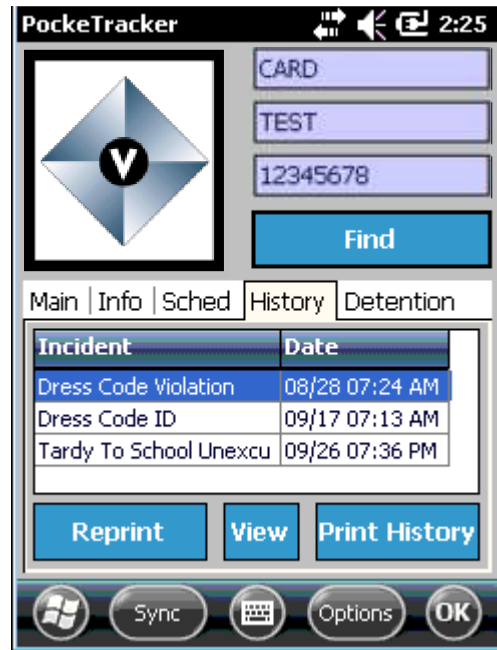 PockeTracker 2:25
CARD
TEST
V
12345678
Find
Main Info Sched History Detention
Incident Date
Dress Code Violation 08/28 07:24 AM
Dress Code ID 09/17 07:13 AM
Tardy To School Unexcu 09/26 07:36 PM
Reprint View Print History
Sync Options OK